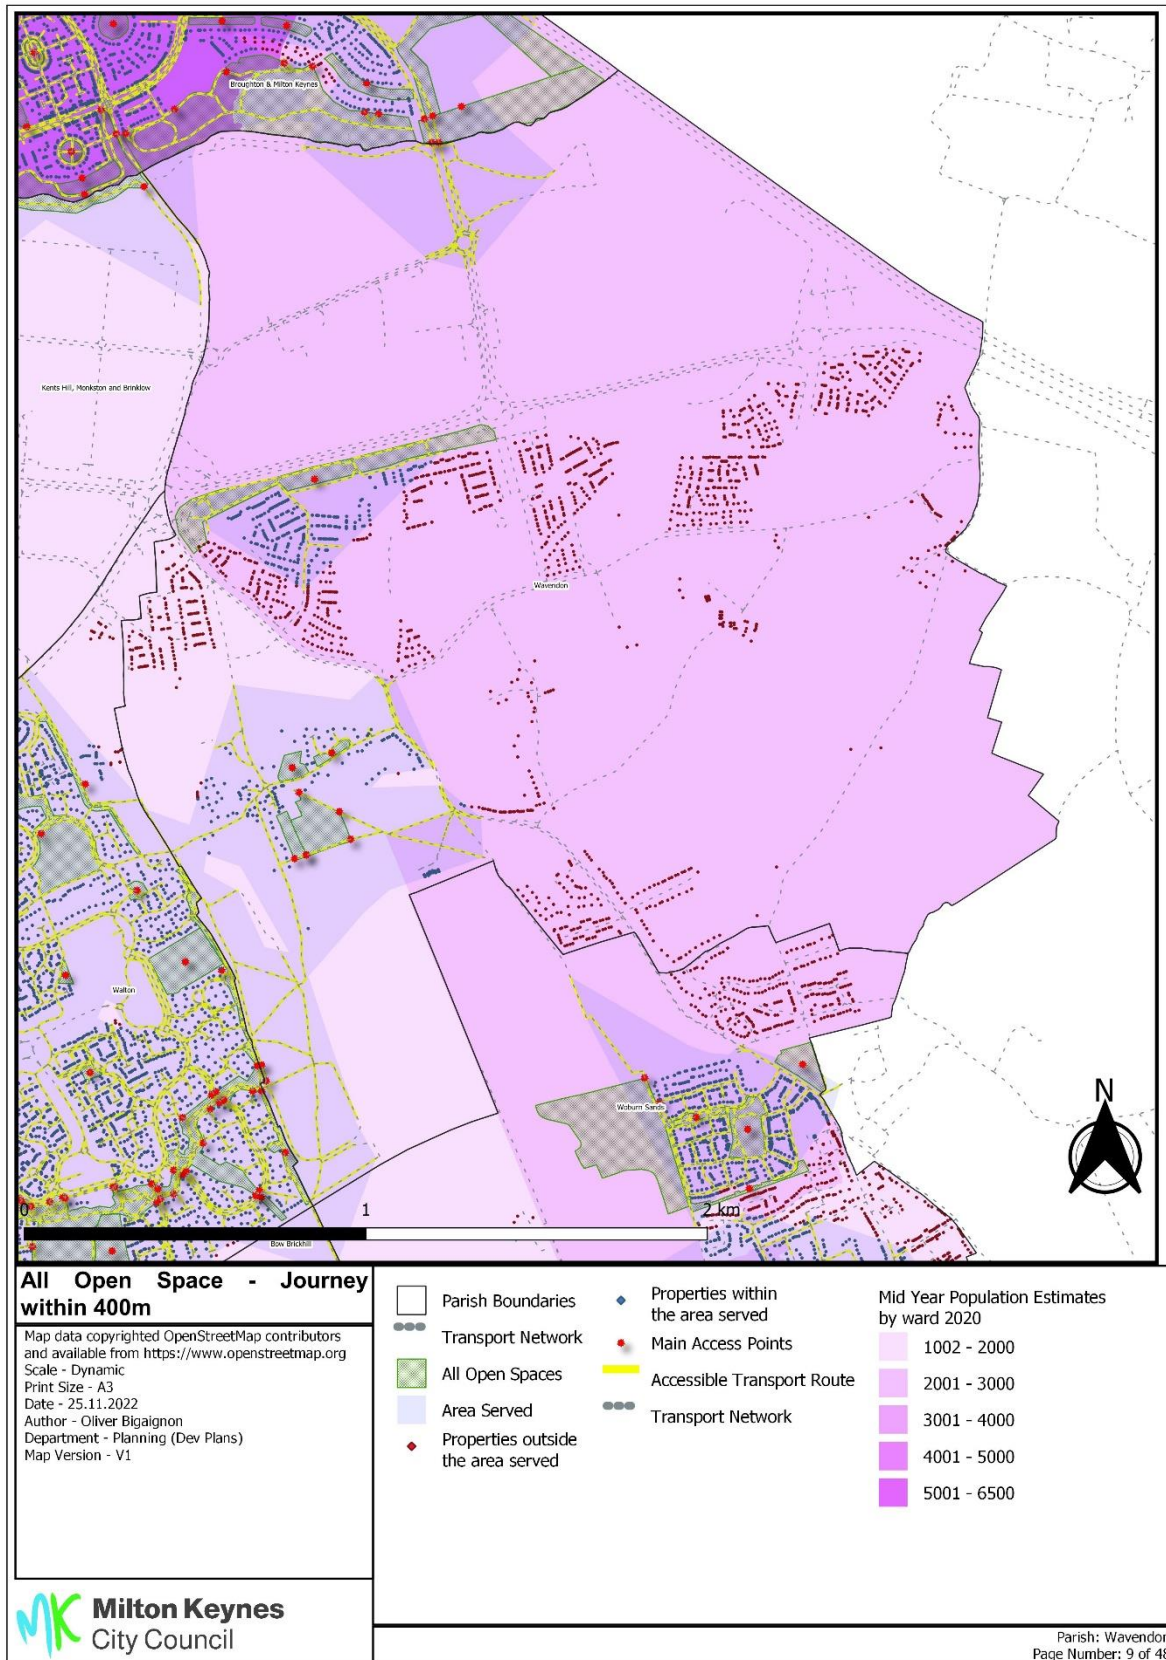 Broughton & Milton Keynes
Kents Hill, Monkston and Brinklow
Wavendon
Walton
Woburn Sands
N
0 1 2 km
Bow Brickhill
All Open Space - Journey
within 400m
Map data copyrighted OpenStreetMap contributors
and available from https://www.openstreetmap.org
Scale - Dynamic
Print Size - A3
Date - 25.11.2022
Author - Oliver Bigaignon
Department - Planning (Dev Plans)
Map Version - V1
MK Milton Keynes
City Council
Parish Boundaries
Transport Network
All Open Spaces
Area Served
Properties outside
the area served
Properties within
the area served
Main Access Points
Accessible Transport Route
Transport Network
Mid Year Population Estimates
by ward 2020
1002 - 2000
2001 - 3000
3001 - 4000
4001 - 5000
5001 - 6500
Parish: Wavendon
Page Number: 9 of 48